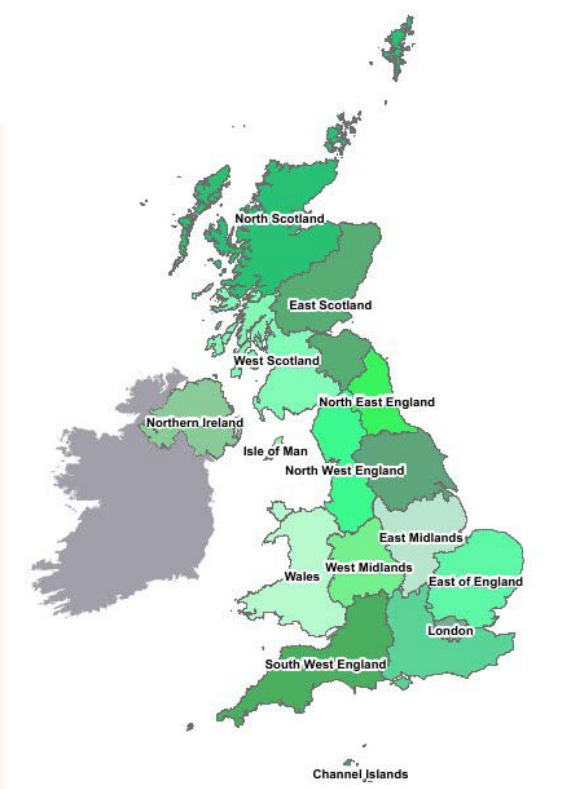 North Scotland
East Scotland
West Scotland
North East England
Northern Ireland
Isle of Man
North West England
East Midlands
West Midlands
Wales
East of England
London
South West England
Channel Islands